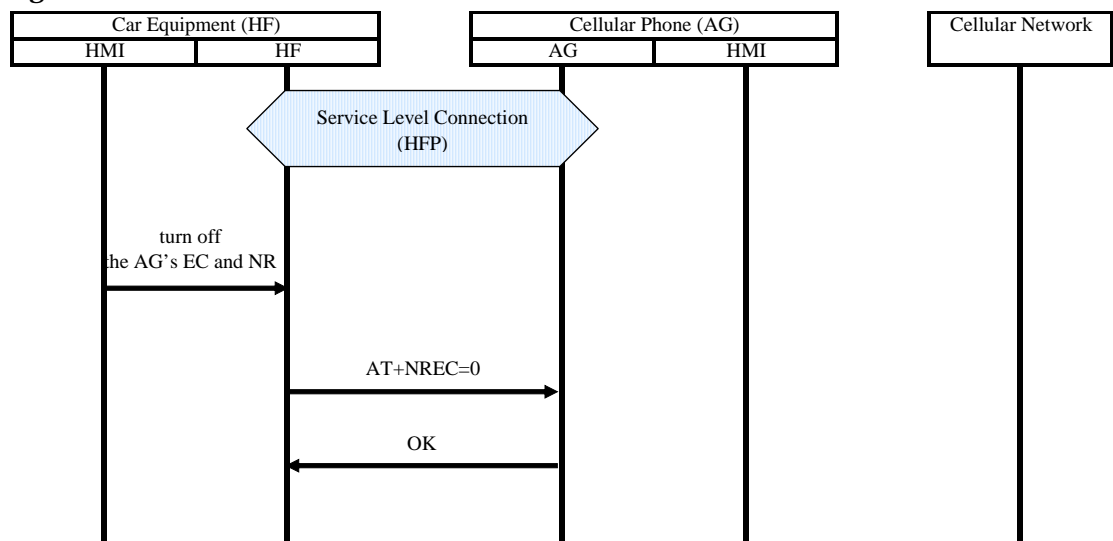 Car Equipment (HF)
Cellular Phone (AG)
Cellular Network
HMI
HF
AG
HMI
Service Level Connection
(HFP)
turn off
the AG’s EC and NR
AT+NREC=0
OK